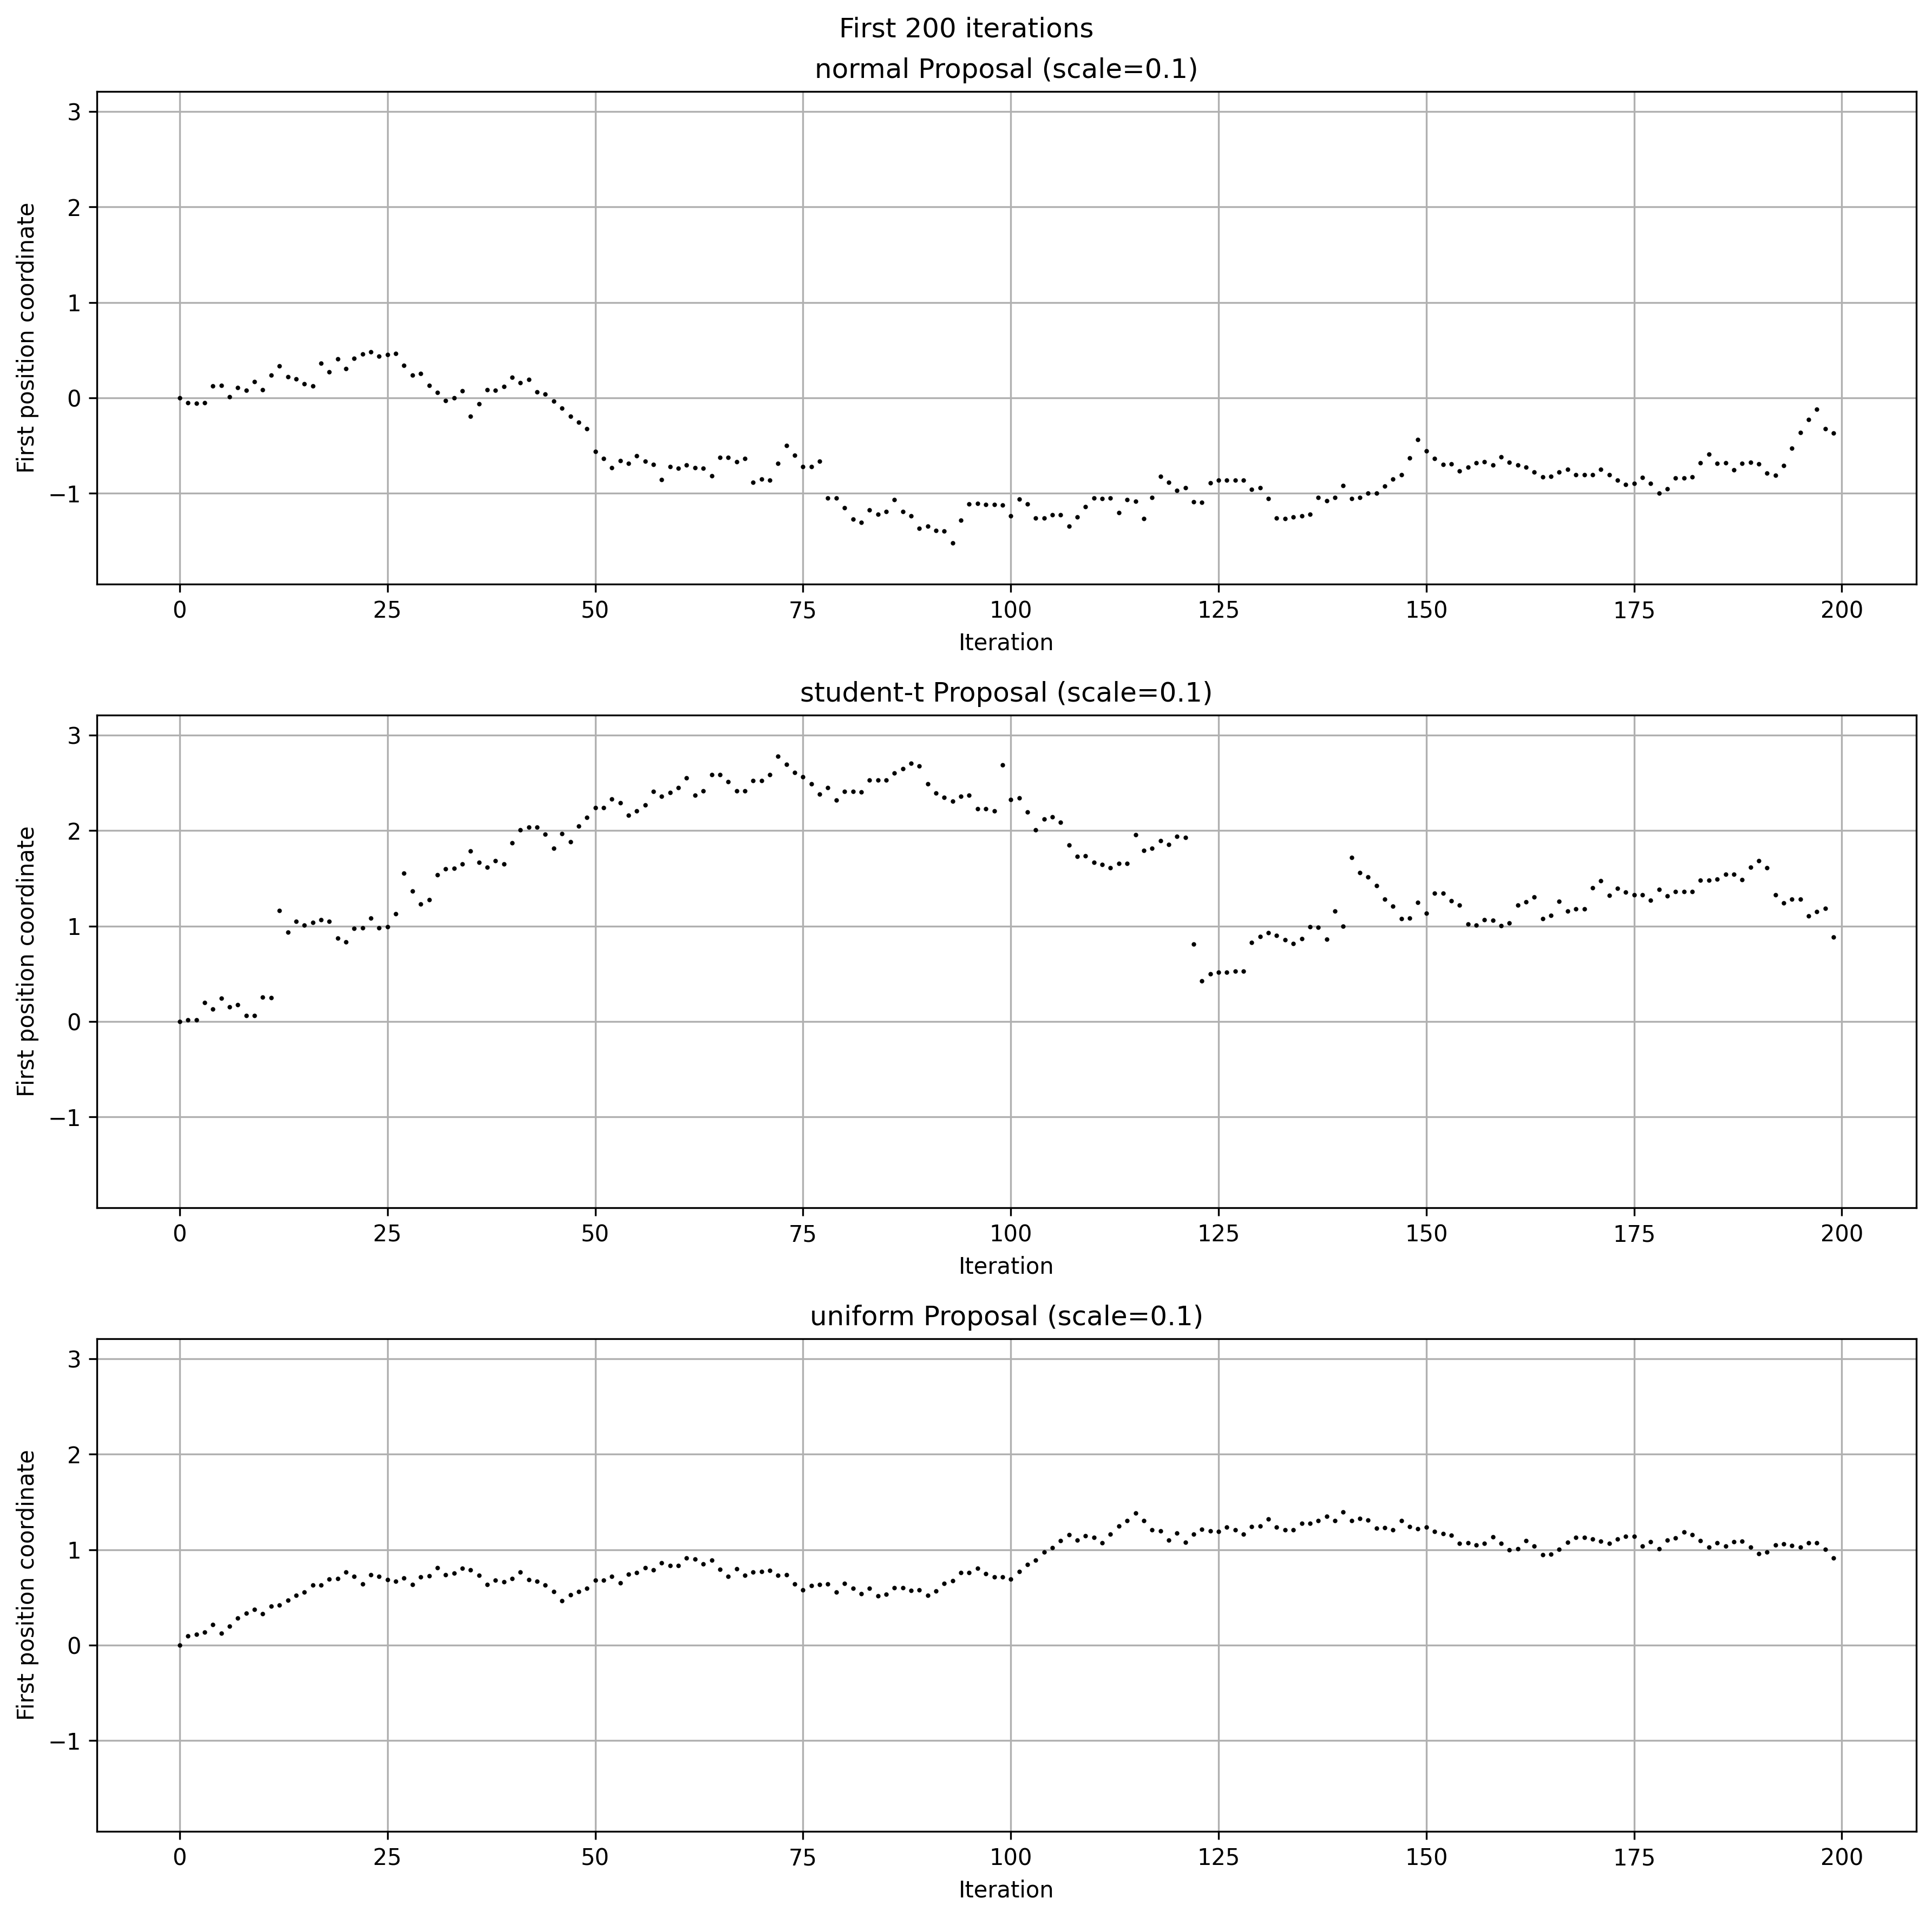 First 200 iterations
normal Proposal (scale=0.1)
First position coordinate
3
2
1
0
−1
0 25 50 75 100 125 150 175 200
Iteration
student-t Proposal (scale=0.1)
First position coordinate
3
2
1
0
−1
0 25 50 75 100 125 150 175 200
Iteration
uniform Proposal (scale=0.1)
First position coordinate
3
2
1
0
−1
0 25 50 75 100 125 150 175 200
Iteration